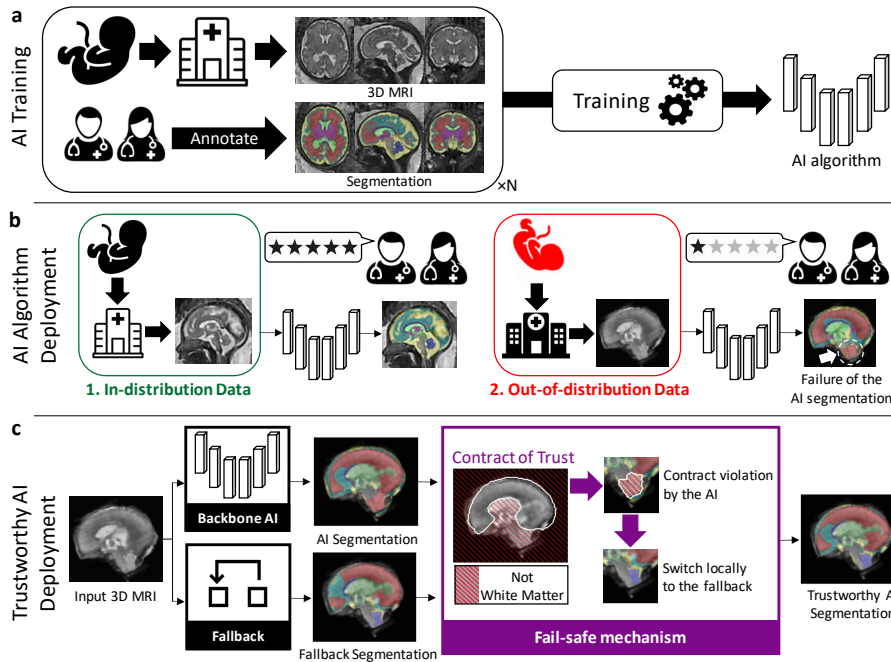 a
AI Training
3D MRI
Annotate
Segmentation
×N
Training
AI algorithm
b
AI Algorithm
Deployment
1. In-distribution Data
2. Out-of-distribution Data
Failure of the
AI segmentation
c
Trustworthy AI
Deployment
Input 3D MRI
Backbone AI
Fallback
AI Segmentation
Fallback Segmentation
Contract of Trust
Not
White Matter
Contract violation
by the AI
Switch locally
to the fallback
Fail-safe mechanism
Trustworthy A
Segmentation